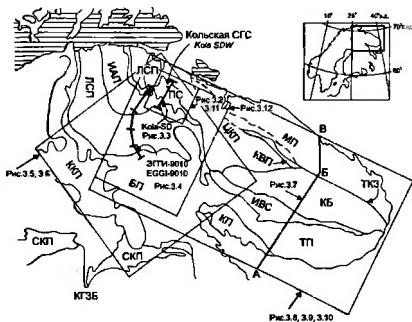 Кольская СГС
Kola SDW
10° 25° 40° в.д.
70° с.ш.
60°
ЛСП
ИАП
ЛСП
ПС
Рис.3.2
3.11
Рис.3.12
Kola-SD
Рис.3.3
ЦКП
МП
В
КВП
ККП
ЭГГИ-9010
EGGI-9010
Рис.3.7
Б
ТКЗ
Рис.3.5, 3.6
БП
Рис.3.4
ИВС
КБ
КП
ТП
СКП
СКП
А
КГЗБ
Рис.3.8, 3.9, 3.10